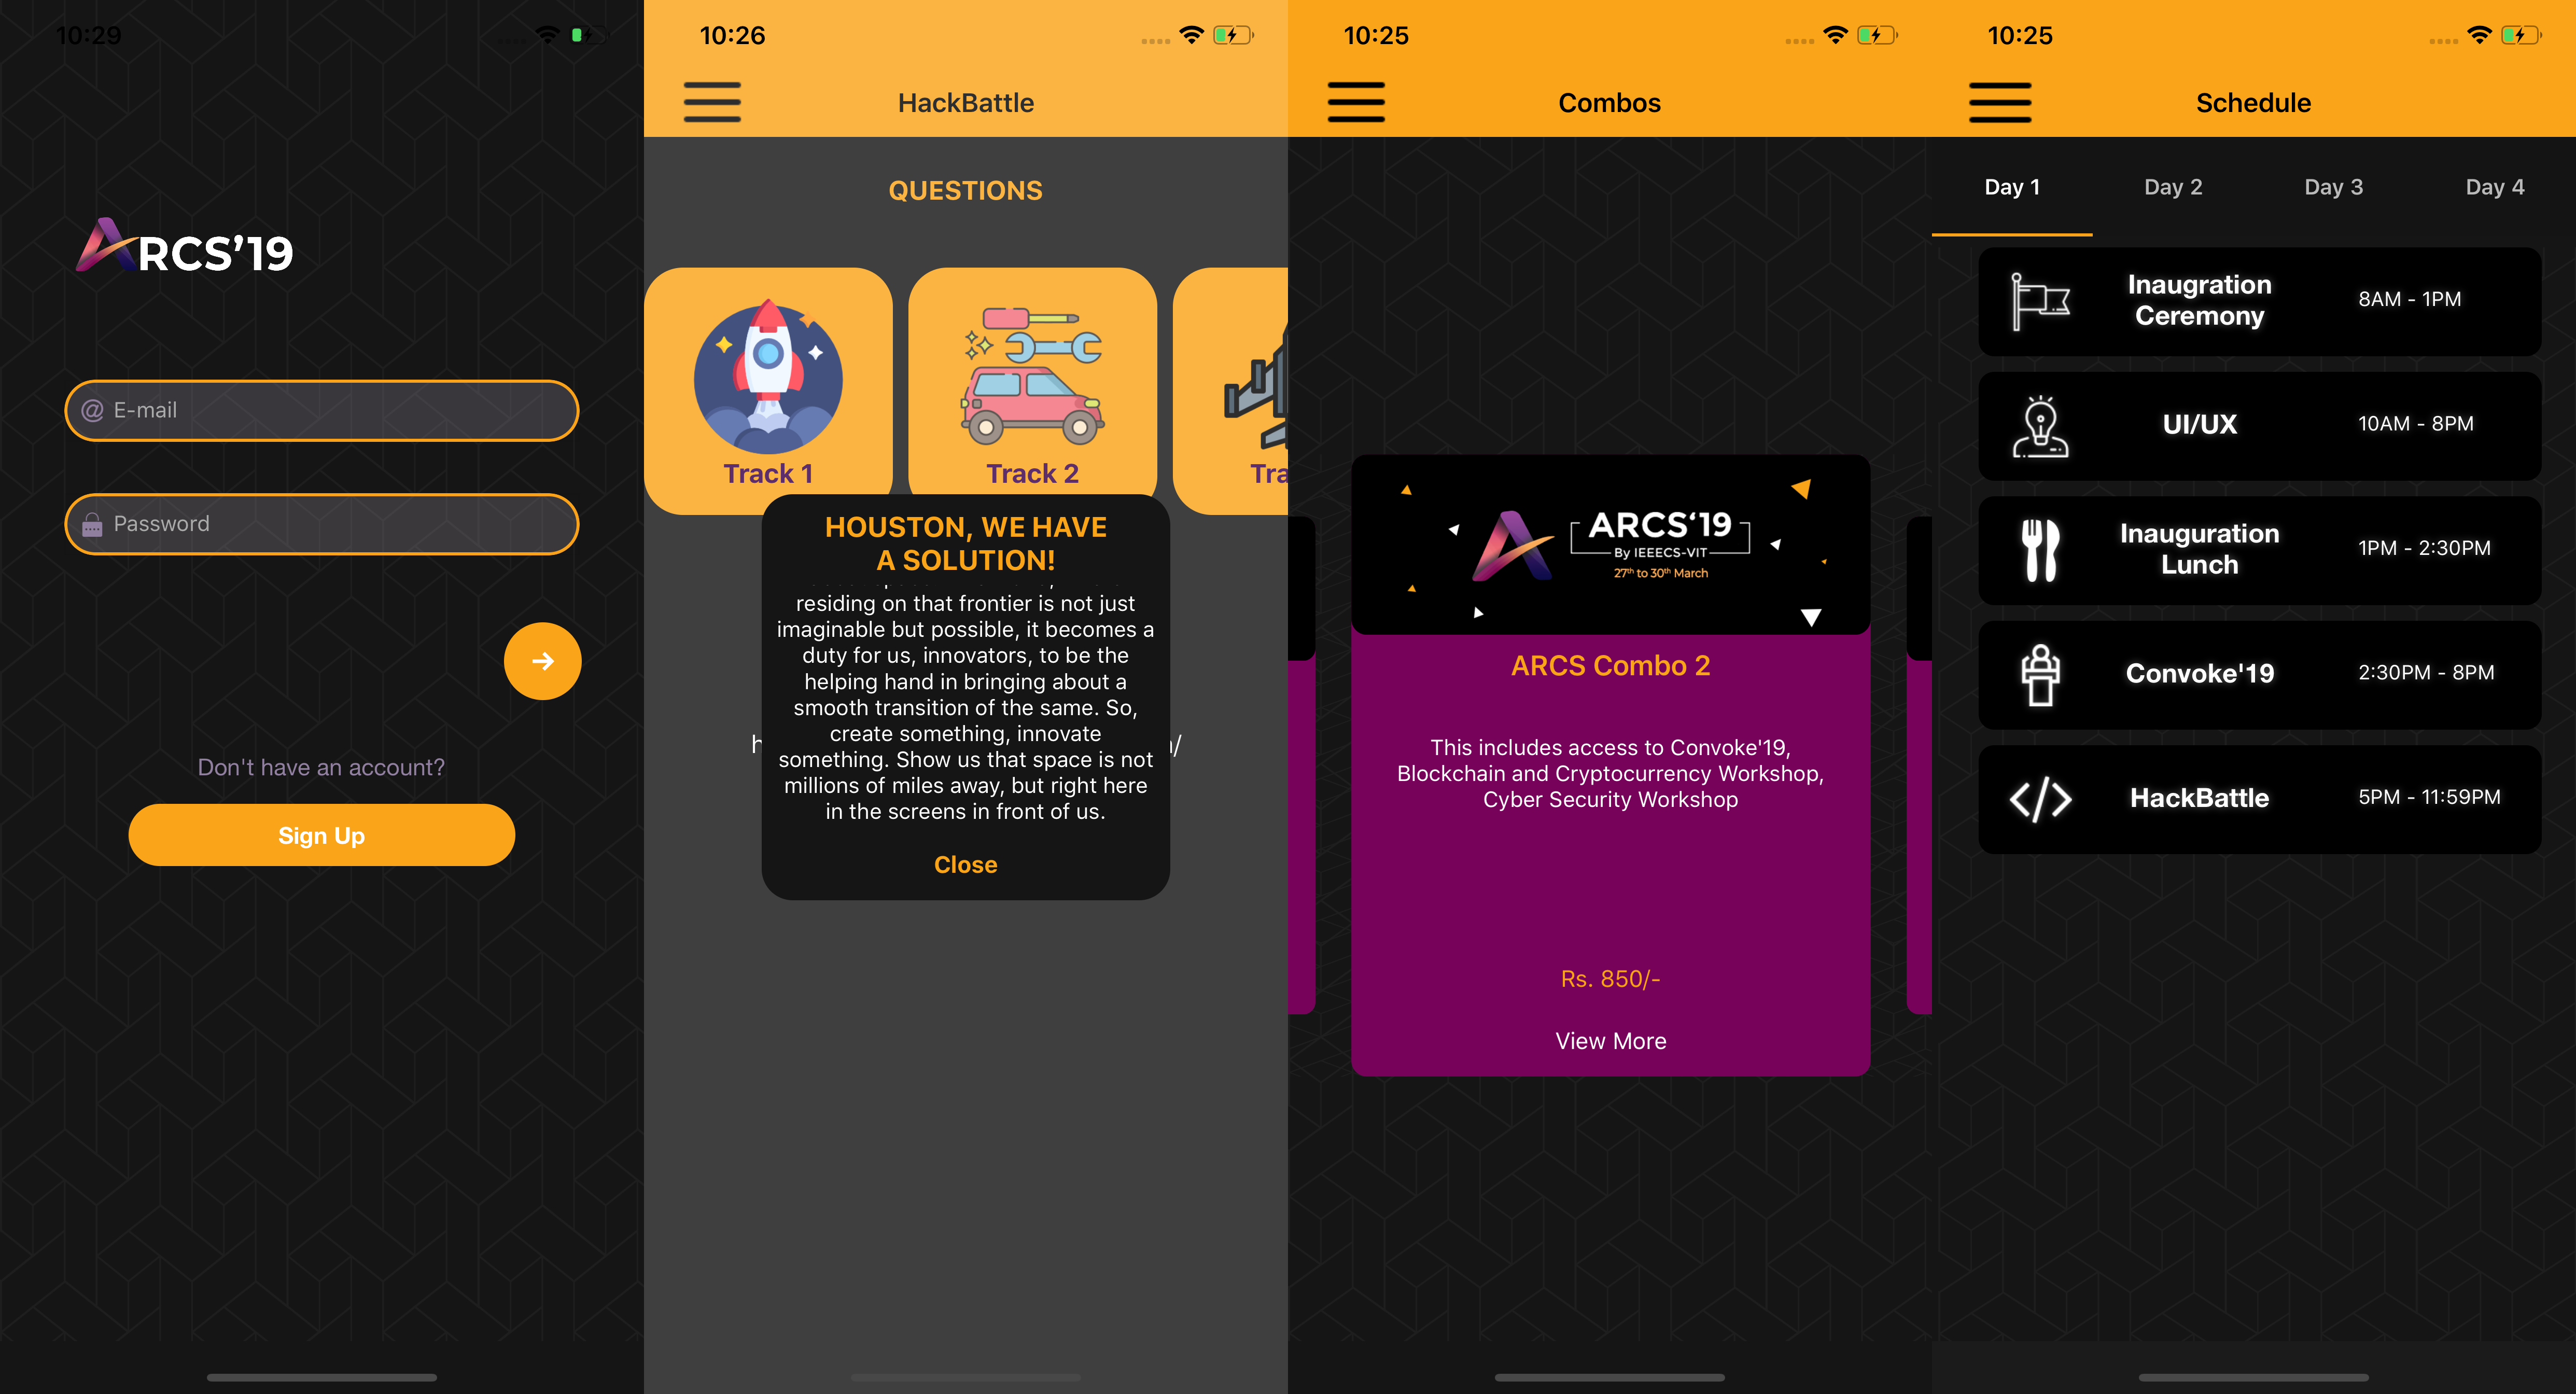 10:29
ARCS'19
E-mail
Password
Don't have an account?
Sign Up
10:26
HackBattle
QUESTIONS
Track 1
Track 2
Tra
HOUSTON, WE HAVE
A SOLUTION!
residing on that frontier is not just
imaginable but possible, it becomes a
duty for us, innovators, to be the
helping hand in bringing about a
smooth transition of the same. So,
create something, innovate
something. Show us that space is not
millions of miles away, but right here
in the screens in front of us.
Close
10:25
Combos
ARCS'19
By IEEECS-VIT
27th to 30th March
ARCS Combo 2
This includes access to Convoke'19,
Blockchain and Cryptocurrency Workshop,
Cyber Security Workshop
Rs. 850/-
View More
10:25
Schedule
Day 1
Day 2
Day 3
Day 4
Inaugration
Ceremony
8AM - 1PM
UI/UX
10AM - 8PM
Inauguration
Lunch
1PM - 2:30PM
Convoke'19
2:30PM - 8PM
HackBattle
5PM - 11:59PM